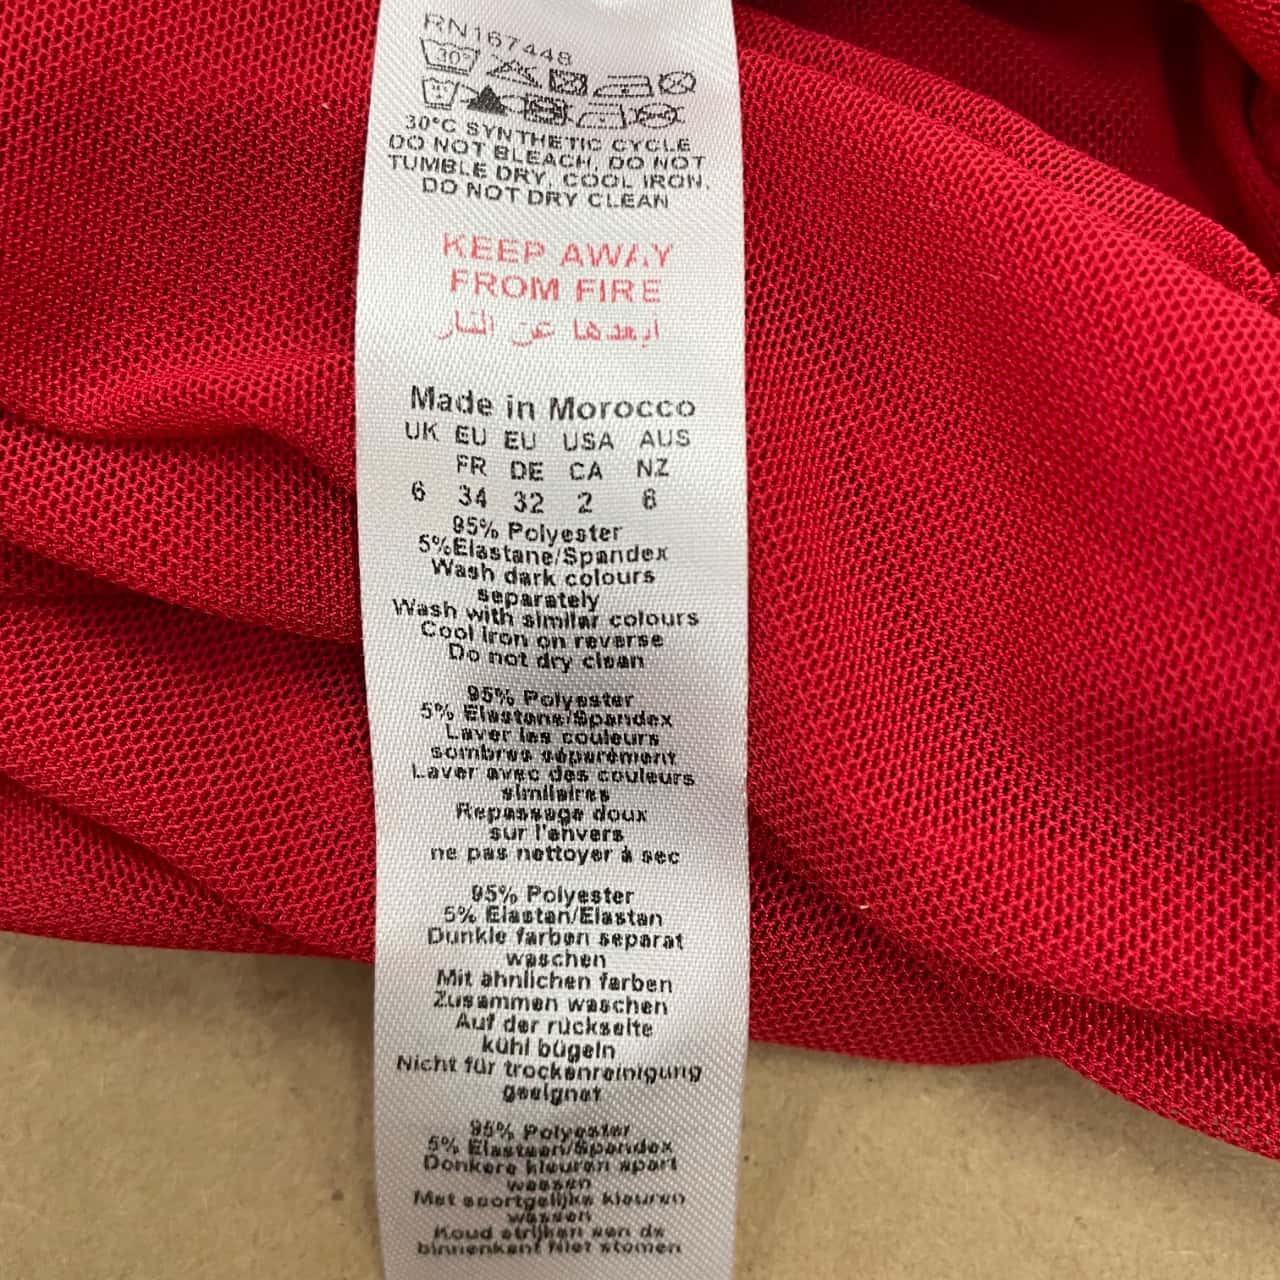 RN167448
30°
30°C SYNTHETIC CYCLE
DO NOT BLEACH, DO NOT
TUMBLE DRY, COOL IRON,
DO NOT DRY CLEAN
KEEP AWAY
FROM FIRE
ابعدها عن النار
Made in Morocco
UK EU EU USA AUS
FR DE CA NZ
6 34 32 2 6
95% Polyester
5%Elastane/Spandex
Wash dark colours
separately
Wash with similar colours
Cool Iron on reverse
Do not dry clean
95% Polyester
5% Elastane/Spandex
Laver les couleurs
sombres séparément
Laver avec des couleurs
similaires
Repassage doux
sur l'envers
ne pas nettoyer à sec
95% Polyester
5% Elastan/Elastan
Dunkle farben separat
waschen
Mit ähnlichen farben
Zusammen waschen
Auf der rückseite
kühl bügeln
Nicht für trockenreinigung
geeignet
95% Polyester
5% Elastaan/Spandex
Donkere kleuren apart
wassen
Met soortgelijke kleuren
wassen
Koud strijken aan de
binnenkant Niet stomen